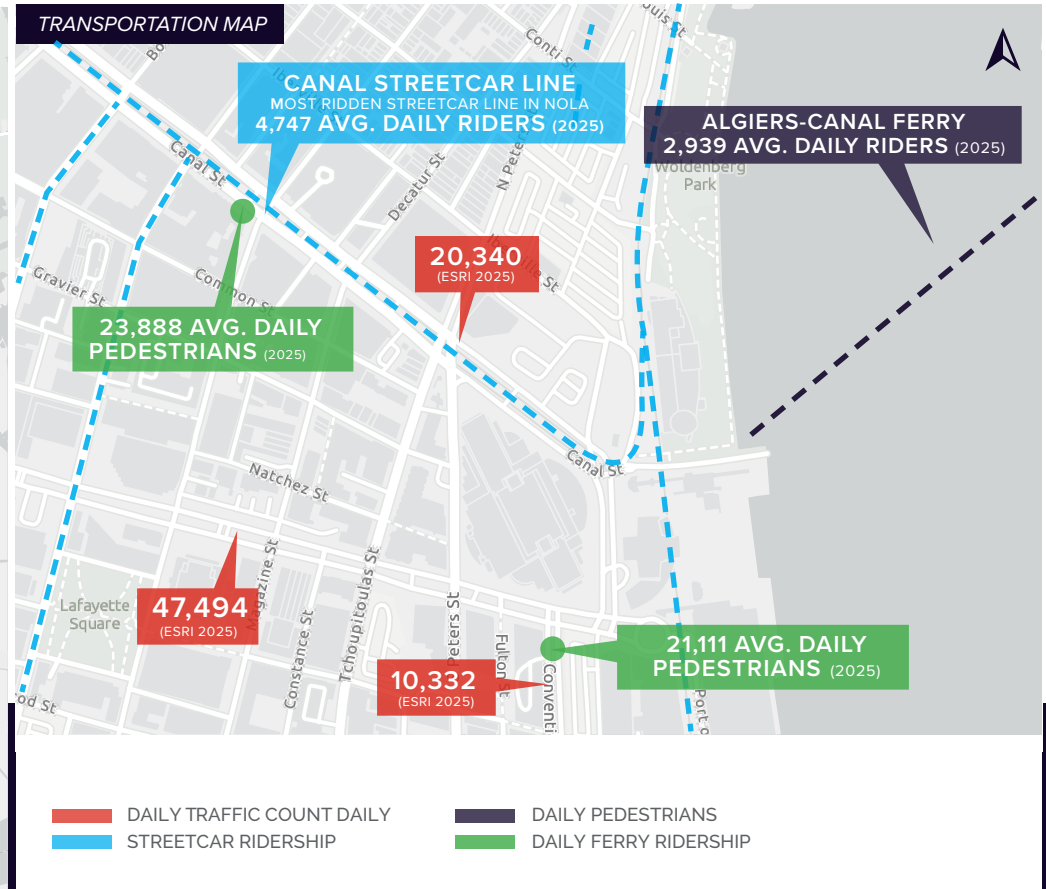 TRANSPORTATION MAP
Conti St
CANAL STREETCAR LINE
MOST RIDDEN STREETCAR LINE IN NOLA
4,747 AVG. DAILY RIDERS (2025)
ALGIERS-CANAL FERRY
2,939 AVG. DAILY RIDERS (2025)
Woldenberg
Park
Canal St
Decatur St
N Peter
20,340
(ESRI 2025)
Gravier St
Common St
23,888 AVG. DAILY
PEDESTRIANS (2025)
Canal St
Natchez St
47,494
(ESRI 2025)
Lafayette
Square
Constance St
Tchoupitoulas St
Peters St
Fulton St
10,332
(ESRI 2025)
Conventi
21,111 AVG. DAILY
PEDESTRIANS (2025)
Port o
DAILY TRAFFIC COUNT DAILY
STREETCAR RIDERSHIP
DAILY PEDESTRIANS
DAILY FERRY RIDERSHIP